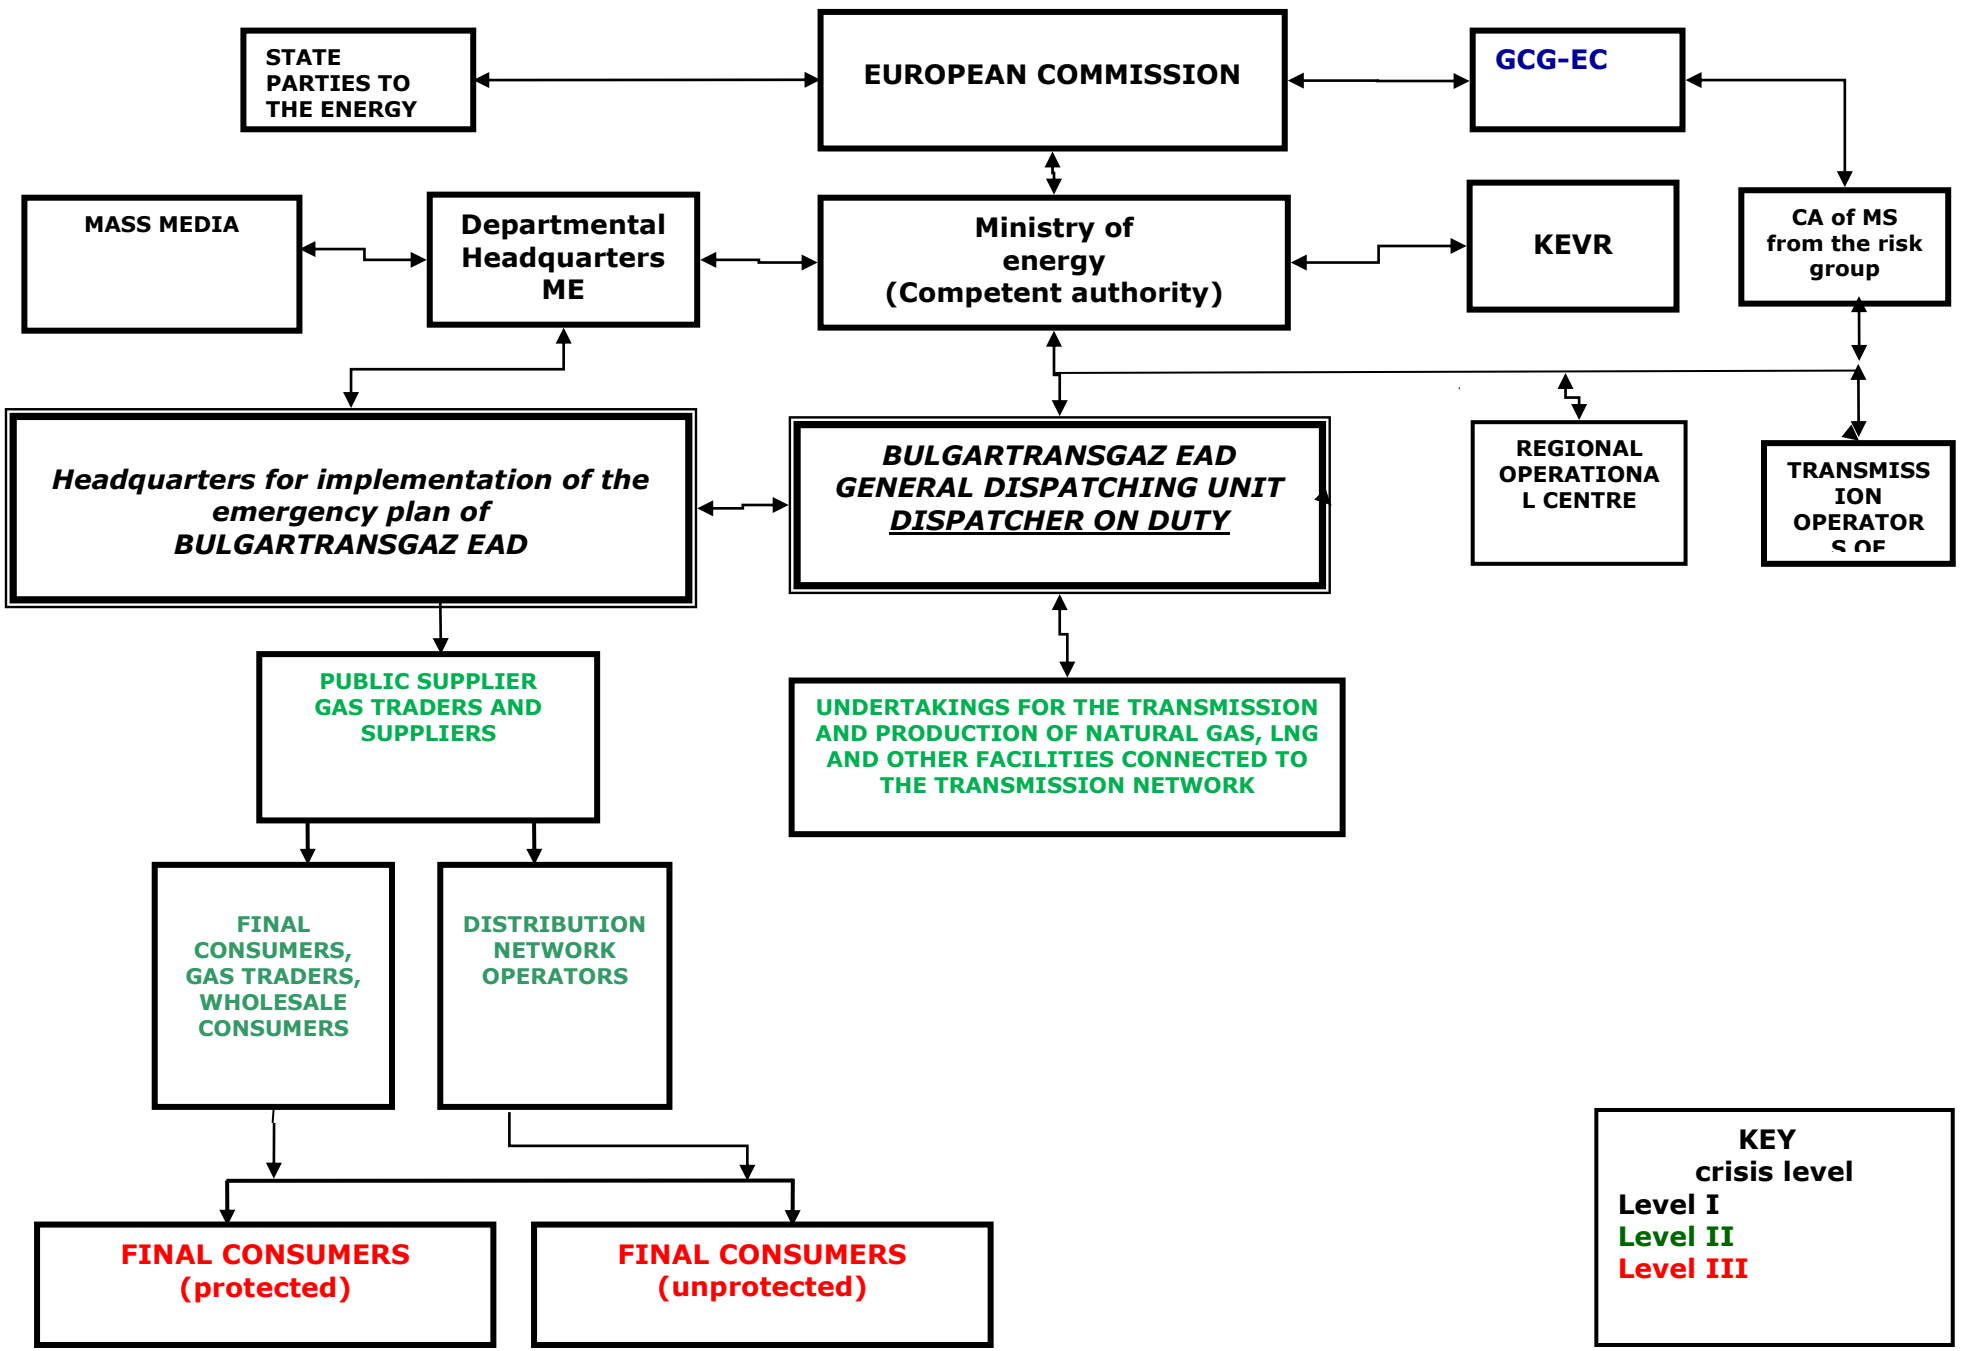 STATE
PARTIES TO
THE ENERGY
EUROPEAN COMMISSION
GCG-EC
MASS MEDIA
Departmental
Headquarters
ME
Ministry of
energy
(Competent authority)
KEVR
CA of MS
from the risk
group
Headquarters for implementation of the
emergency plan of
BULGARTRANSGAZ EAD
BULGARTRANSGAZ EAD
GENERAL DISPATCHING UNIT
DISPATCHER ON DUTY
REGIONAL
OPERATIONA
L CENTRE
TRANSMISS
ION
OPERATOR
S OF
PUBLIC SUPPLIER
GAS TRADERS AND
SUPPLIERS
UNDERTAKINGS FOR THE TRANSMISSION
AND PRODUCTION OF NATURAL GAS, LNG
AND OTHER FACILITIES CONNECTED TO
THE TRANSMISSION NETWORK
FINAL
CONSUMERS,
GAS TRADERS,
WHOLESALE
CONSUMERS
DISTRIBUTION
NETWORK
OPERATORS
FINAL CONSUMERS
(protected)
FINAL CONSUMERS
(unprotected)
KEY
crisis level
Level I
Level II
Level III